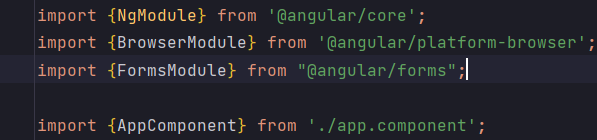 import {NgModule} from '@angular/core';
import {BrowserModule} from '@angular/platform-browser';
import {FormsModule} from "@angular/forms";
import {AppComponent} from './app.component';